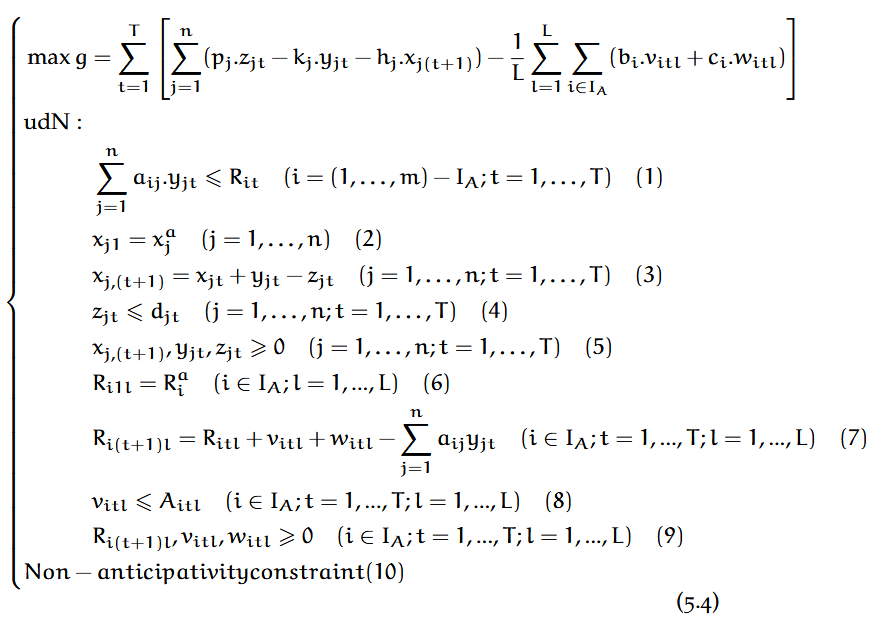 max g = ∑_{t=1}^{T} [ ∑_{j=1}^{n} (p_j.z_{jt} − k_j.y_{jt} − h_j.x_{j(t+1)}) − 1/L ∑_{l=1}^{L} ∑_{i∈I_A} (b_i.v_{itl} + c_i.w_{itl}) ]
udN :
∑_{j=1}^{n} a_{ij}.y_{jt} ⩽ R_{it} (i = (1, . . . , m) − I_A; t = 1, . . . , T) (1)
x_{j1} = x_j^a (j = 1, . . . , n) (2)
x_{j,(t+1)} = x_{jt} + y_{jt} − z_{jt} (j = 1, . . . , n; t = 1, . . . , T) (3)
z_{jt} ⩽ d_{jt} (j = 1, . . . , n; t = 1, . . . , T) (4)
x_{j,(t+1)}, y_{jt}, z_{jt} ⩾ 0 (j = 1, . . . , n; t = 1, . . . , T) (5)
R_{i1l} = R_i^a (i ∈ I_A; l = 1, ..., L) (6)
R_{i(t+1)l} = R_{itl} + v_{itl} + w_{itl} − ∑_{j=1}^{n} a_{ij}y_{jt} (i ∈ I_A; t = 1, ..., T; l = 1, ..., L) (7)
v_{itl} ⩽ A_{itl} (i ∈ I_A; t = 1, ..., T; l = 1, ..., L) (8)
R_{i(t+1)l}, v_{itl}, w_{itl} ⩾ 0 (i ∈ I_A; t = 1, ..., T; l = 1, ..., L) (9)
Non − anticipativityconstraint(10)
(5.4)